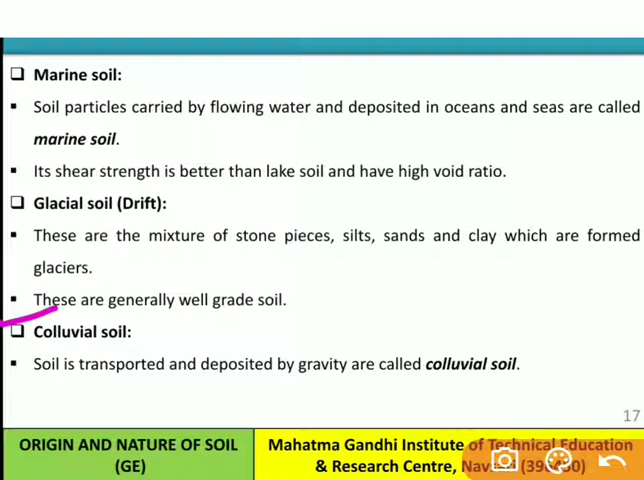 Marine soil:
Soil particles carried by flowing water and deposited in oceans and seas are called
marine soil.
Its shear strength is better than lake soil and have high void ratio.
Glacial soil (Drift):
These are the mixture of stone pieces, silts, sands and clay which are formed
glaciers.
These are generally well grade soil.
Colluvial soil:
Soil is transported and deposited by gravity are called colluvial soil.
17
ORIGIN AND NATURE OF SOIL
(GE)
Mahatma Gandhi Institute of Technical Education
& Research Centre,